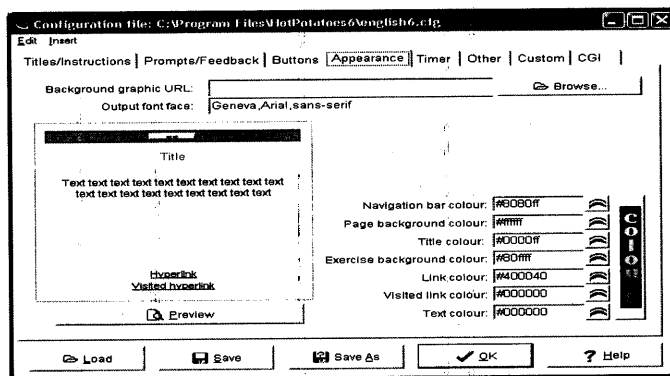 Configuration file: C:\Program Files\HotPotatoes6\english6.cfg
Edit Insert
Titles/Instructions Prompts/Feedback Buttons Appearance Timer Other Custom CGI
Background graphic URL: Browse...
Output font face: Geneva,Arial,sans-serif
Title
Text text text text text text text text text text
text text text text text text text text text
Hyperlink
Visited hyperlink
Preview
Navigation bar colour: #8080ff
Page background colour: #ffffff
Title colour: #0000ff
Exercise background colour: #80ffff
Link colour: #400040
Visited link colour: #000000
Text colour: #000000
Load Save Save As OK Help